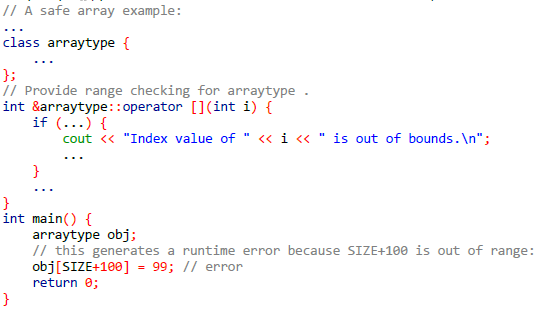 // A safe array example:
...
class arraytype {
    ...
};
// Provide range checking for arraytype .
int &arraytype::operator [](int i) {
    if (...) {
        cout << "Index value of " << i << " is out of bounds.\n";
        ...
    }
    ...
}
int main() {
    arraytype obj;
    // this generates a runtime error because SIZE+100 is out of range:
    obj[SIZE+100] = 99; // error
    return 0;
}